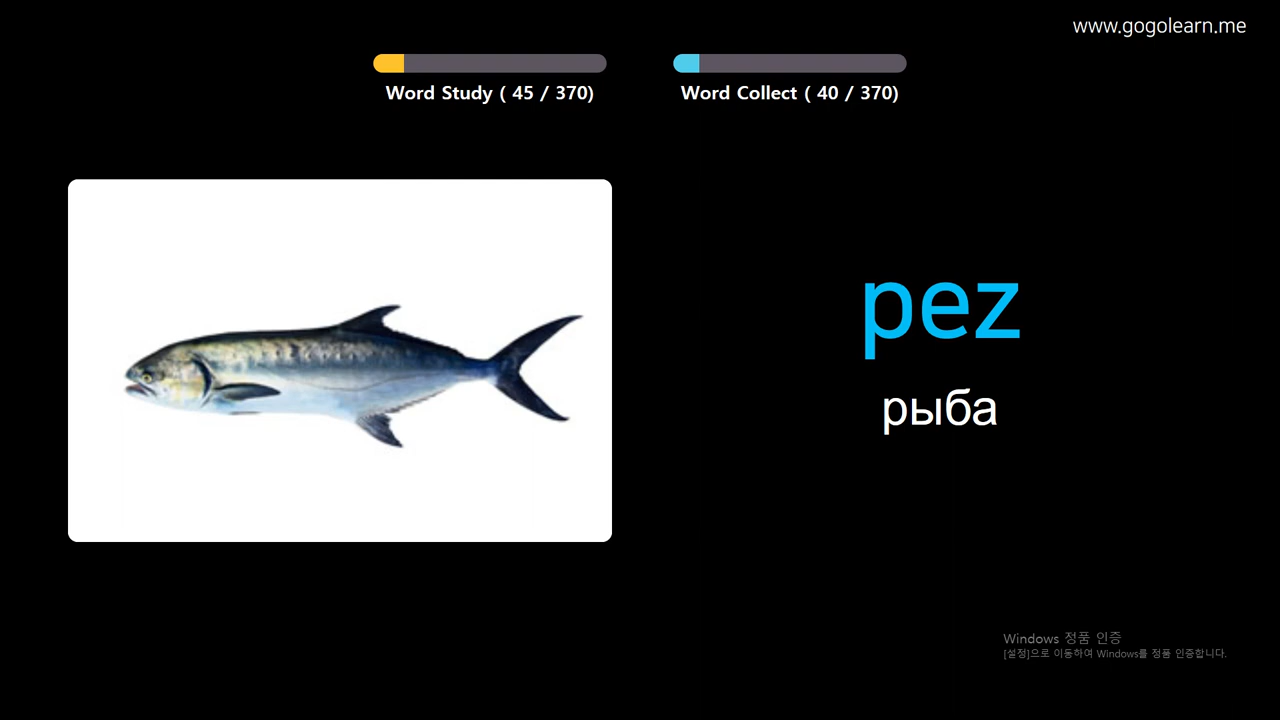 www.gogolearn.me
Word Study ( 45 / 370)
Word Collect ( 40 / 370)
pez
рыба
Windows 정품 인증
[설정]으로 이동하여 Windows를 정품 인증합니다.